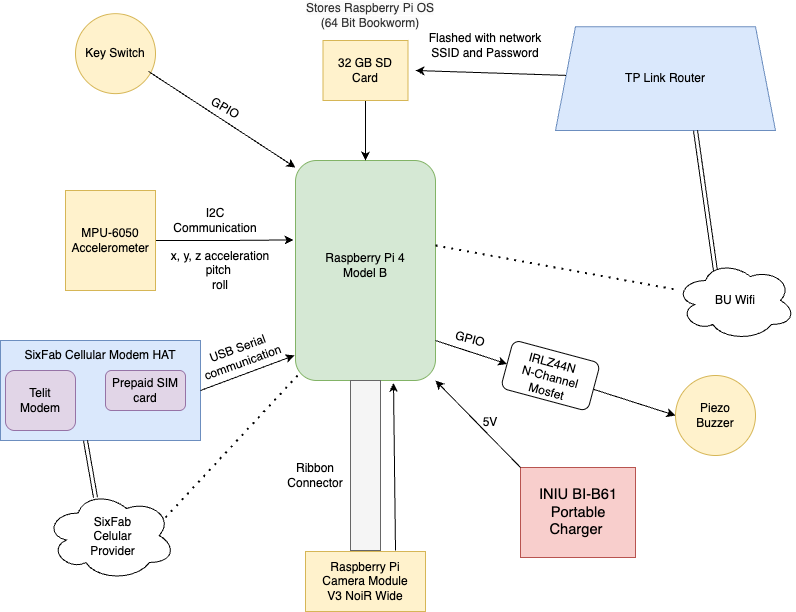 Stores Raspberry Pi OS
(64 Bit Bookworm)
Key Switch
32 GB SD
Card
Flashed with network
SSID and Password
TP Link Router
GPIO
MPU-6050
Accelerometer
I2C
Communication
x, y, z acceleration
pitch
roll
Raspberry Pi 4
Model B
BU Wifi
SixFab Cellular Modem HAT
Telit
Modem
Prepaid SIM
card
USB Serial
communication
GPIO
IRLZ44N
N-Channel
Mosfet
Piezo
Buzzer
5V
Ribbon
Connector
INIU BI-B61
Portable
Charger
SixFab
Celular
Provider
Raspberry Pi
Camera Module
V3 NoiR Wide